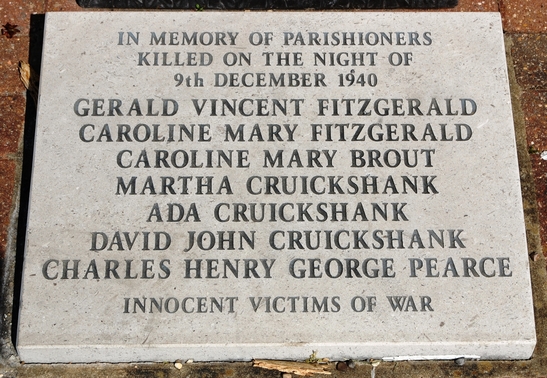 IN MEMORY OF PARISHIONERS
KILLED ON THE NIGHT OF
9th DECEMBER 1940
GERALD VINCENT FITZGERALD
CAROLINE MARY FITZGERALD
CAROLINE MARY BROUT
MARTHA CRUICKSHANK
ADA CRUICKSHANK
DAVID JOHN CRUICKSHANK
CHARLES HENRY GEORGE PEARCE
INNOCENT VICTIMS OF WAR